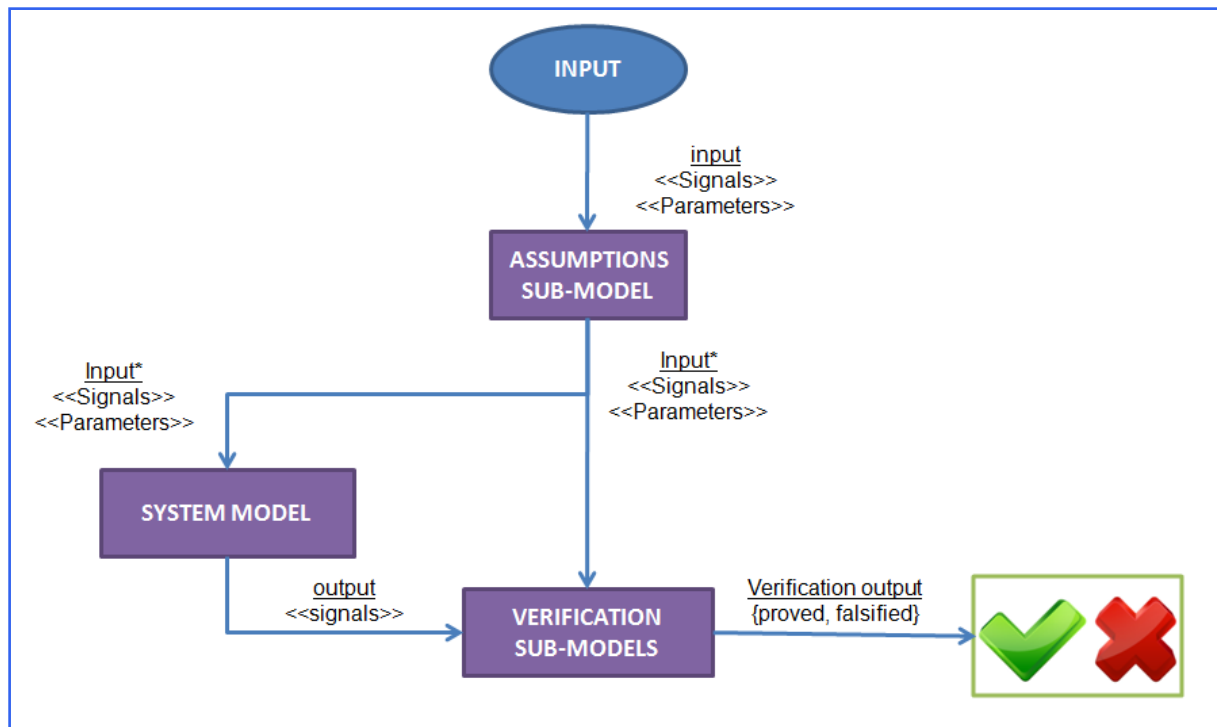 INPUT
input
<<Signals>>
<<Parameters>>
ASSUMPTIONS
SUB-MODEL
Input*
<<Signals>>
<<Parameters>>
Input*
<<Signals>>
<<Parameters>>
SYSTEM MODEL
output
<<signals>>
VERIFICATION
SUB-MODELS
Verification output
{proved, falsified}